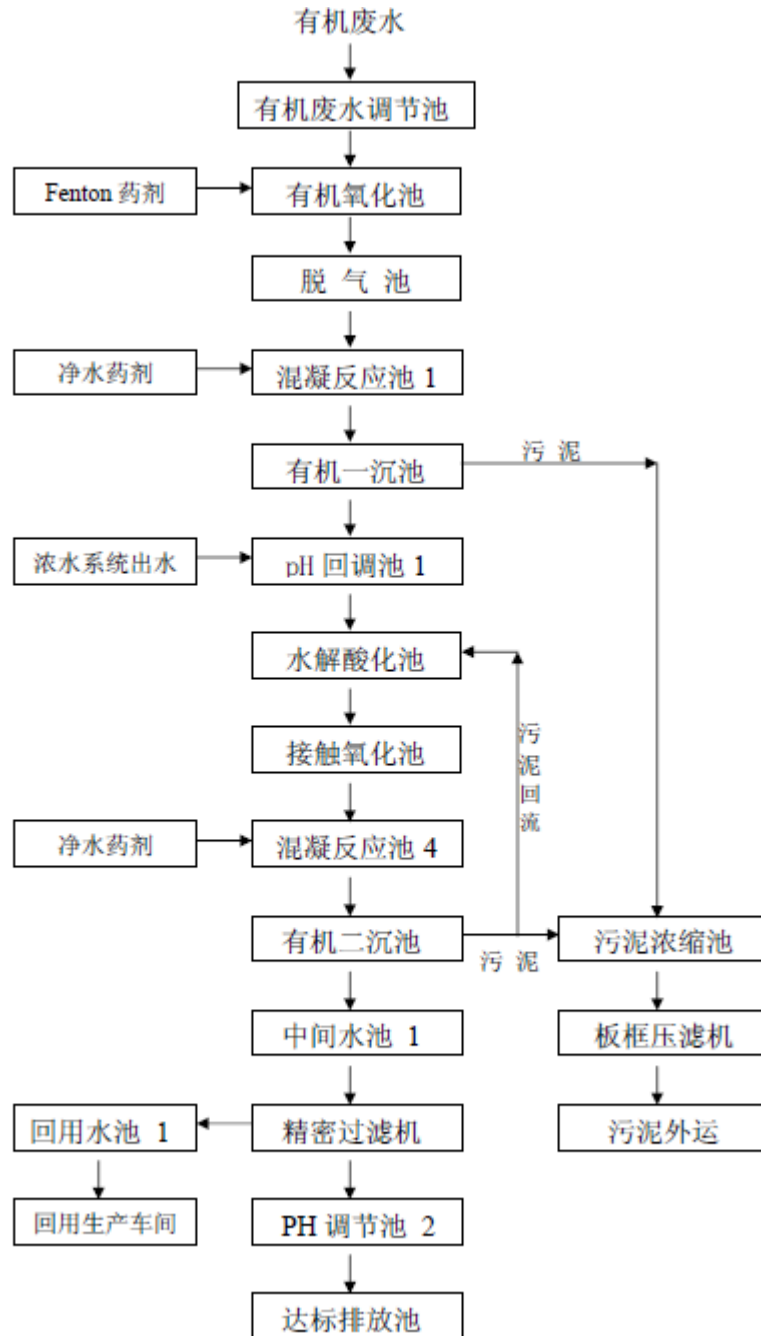 有机废水
有机废水调节池
Fenton 药剂
有机氧化池
脱 气 池
净水药剂
混凝反应池 1
有机一沉池
污 泥
浓水系统出水
pH 回调池 1
水解酸化池
污泥回流
接触氧化池
净水药剂
混凝反应池 4
有机二沉池
污 泥
污泥浓缩池
中间水池 1
板框压滤机
回用水池 1
精密过滤机
污泥外运
回用生产车间
PH 调节池 2
达标排放池